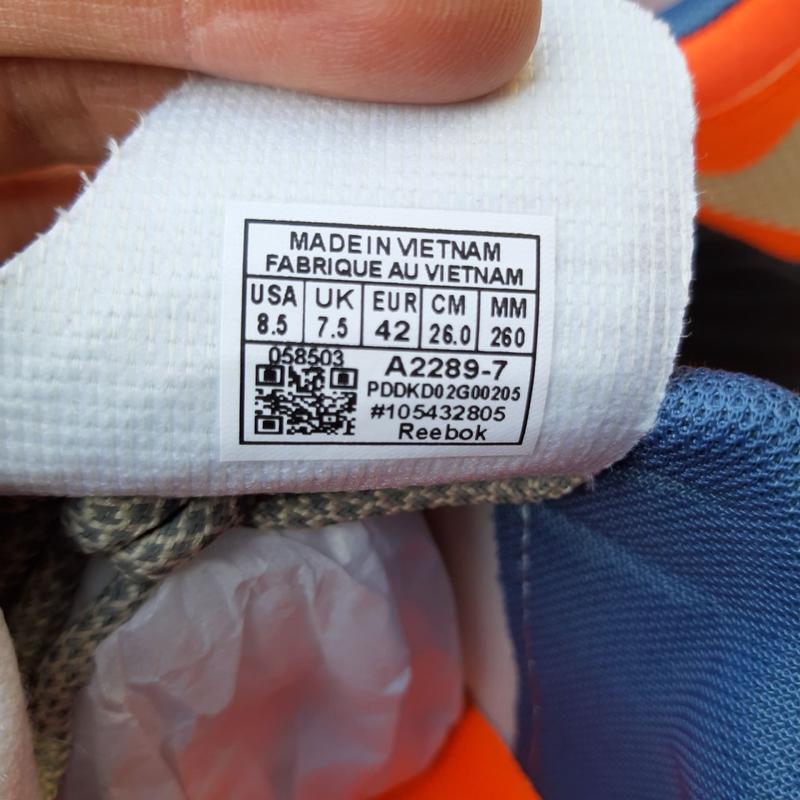 MADE IN VIETNAM
FABRIQUE AU VIETNAM
USA UK EUR CM MM
8.5 7.5 42 26.0 260
058503
A2289-7
PDDKD02G00205
#105432805
Reebok